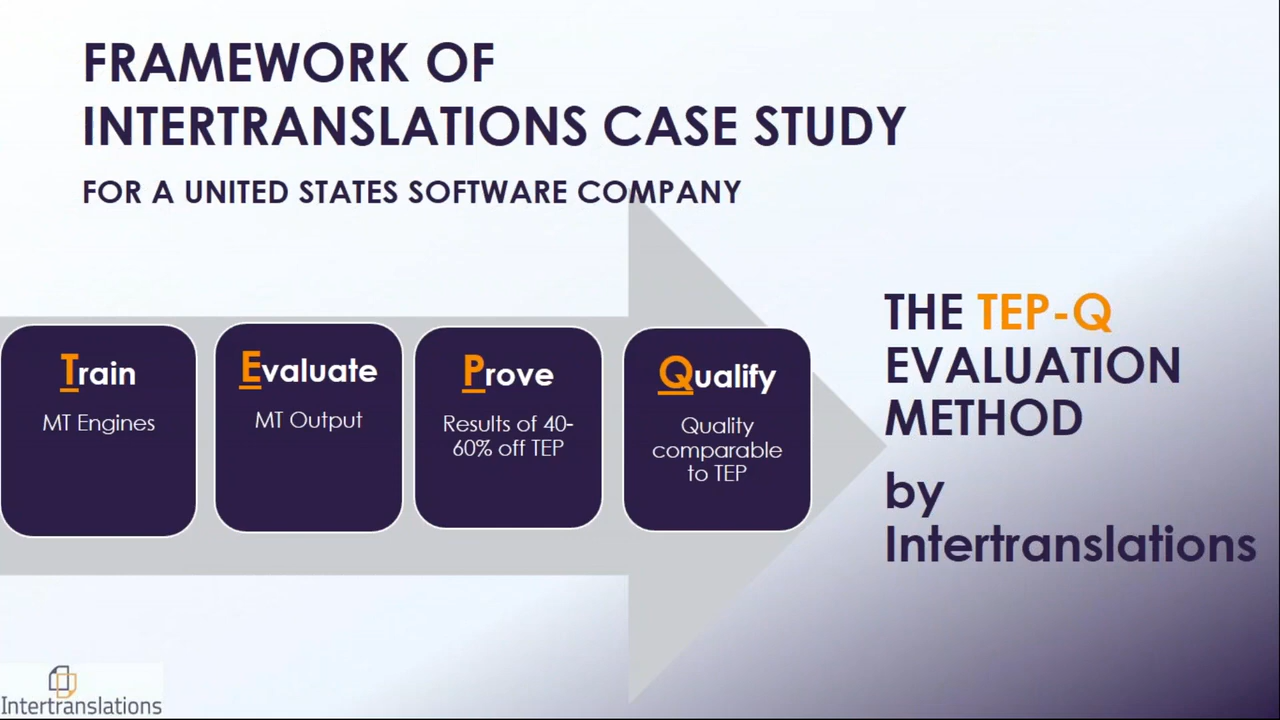 FRAMEWORK OF
INTERTRANSLATIONS CASE STUDY
FOR A UNITED STATES SOFTWARE COMPANY
Train
MT Engines
Evaluate
MT Output
Prove
Results of 40-
60% off TEP
Qualify
Quality
comparable
to TEP
THE TEP-Q
EVALUATION
METHOD
by
Intertranslations
Intertranslations